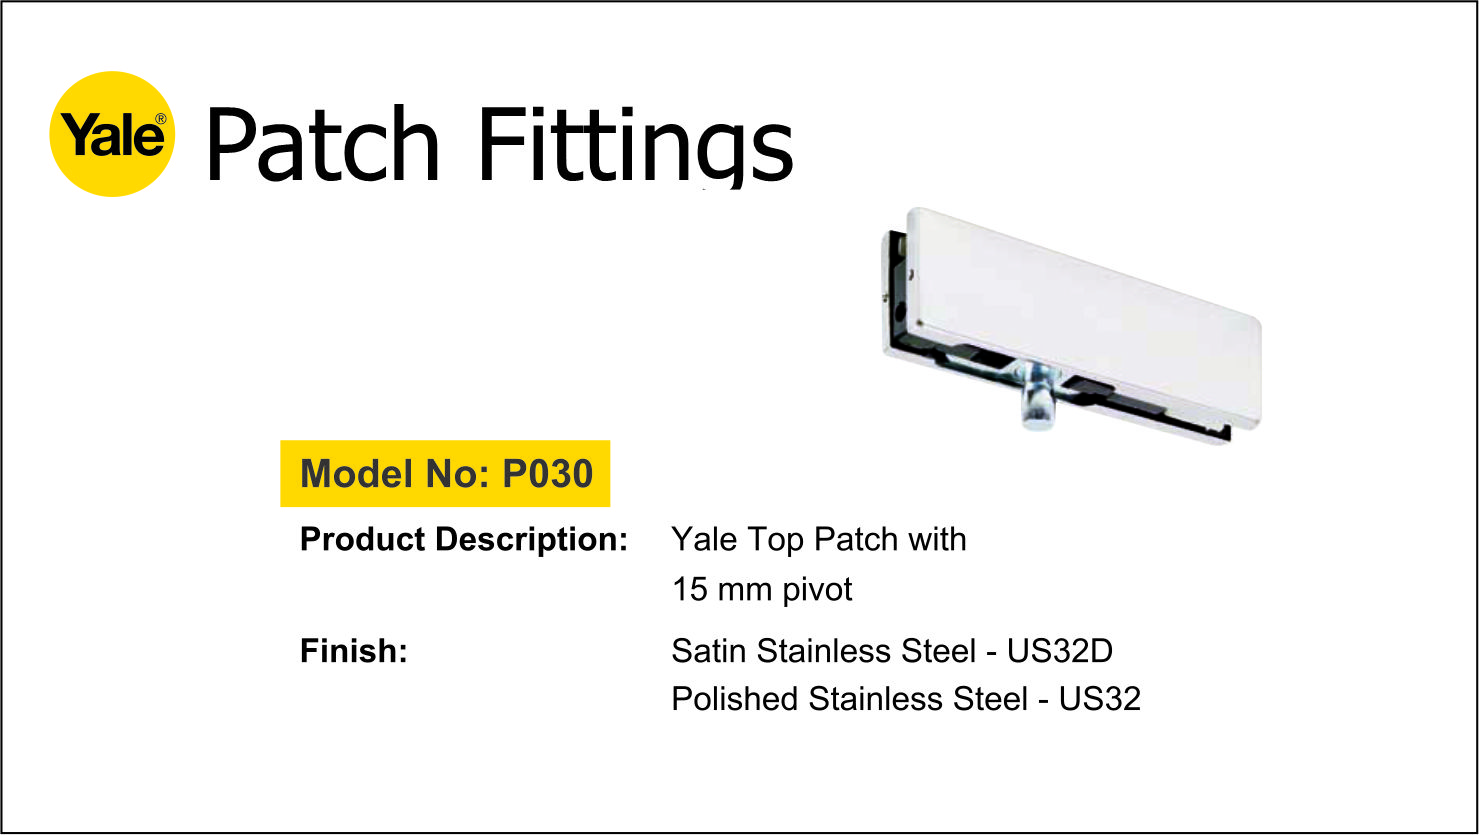 Yale®
Patch Fittings
Model No: P030
Product Description: Yale Top Patch with
15 mm pivot
Finish: Satin Stainless Steel - US32D
Polished Stainless Steel - US32